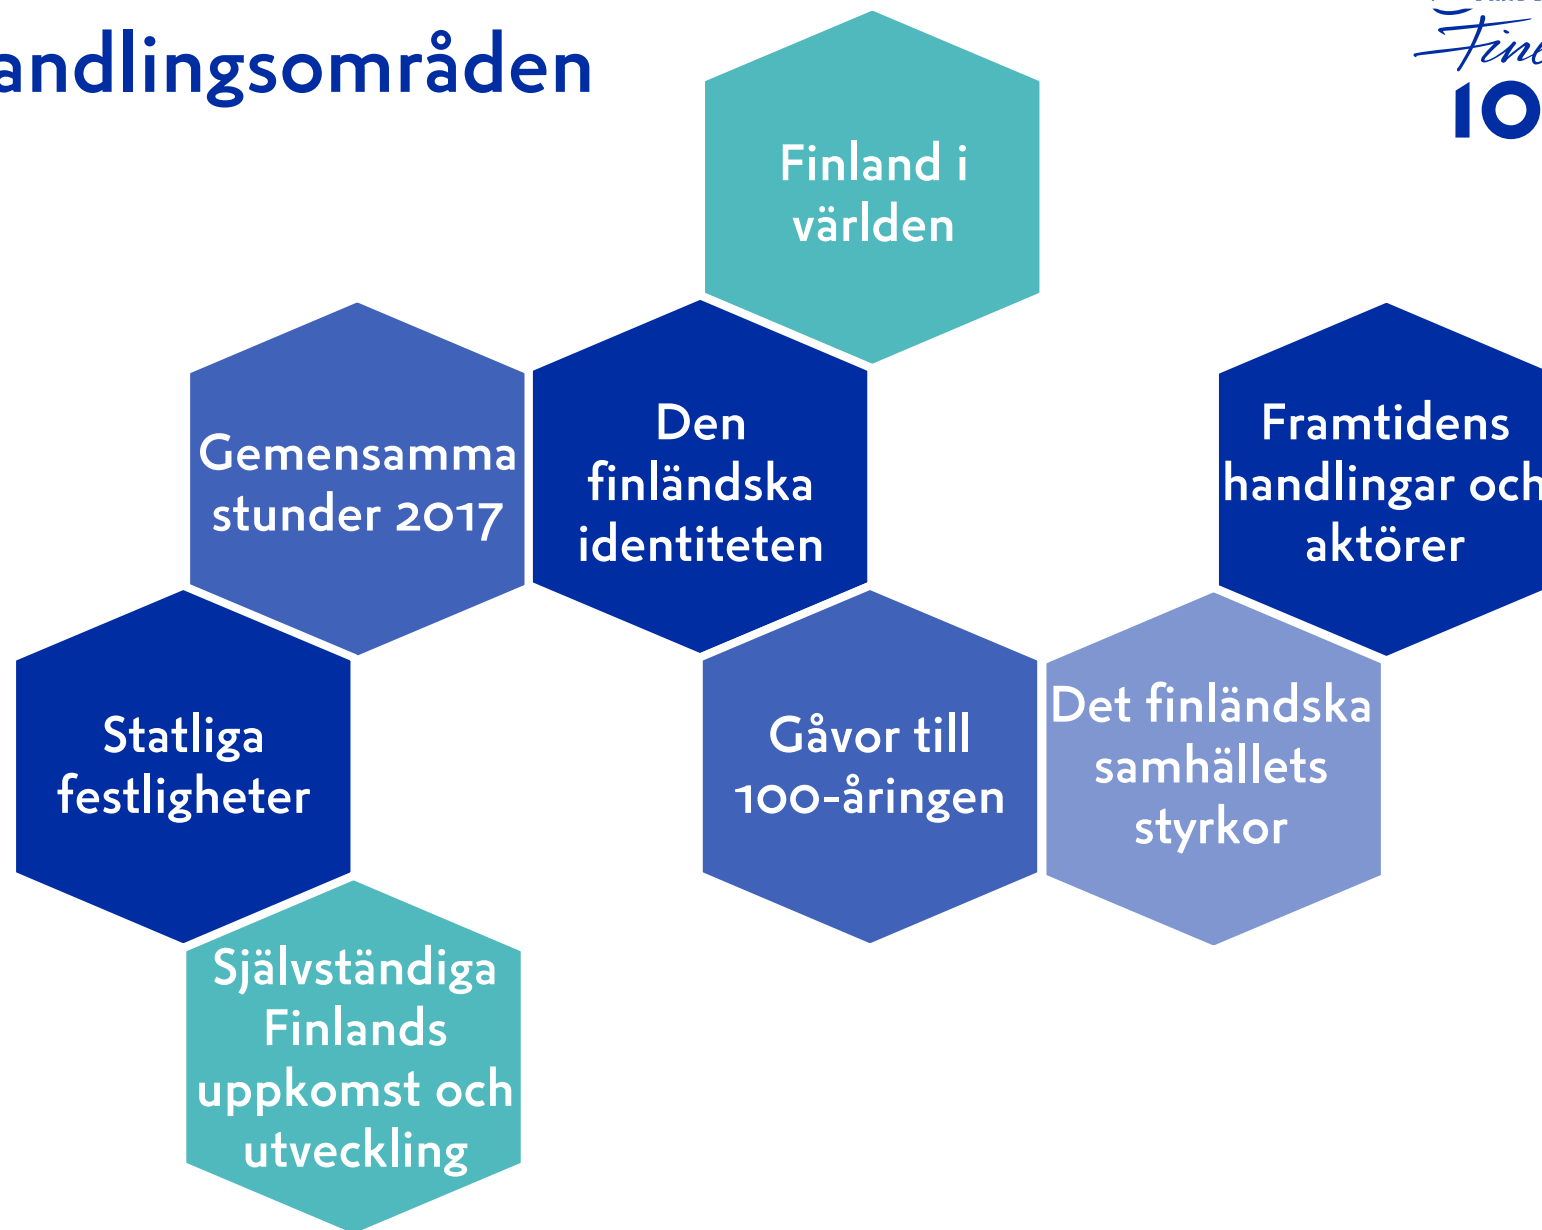 andlingsområden
10
Finland i
världen
Gemensamma
stunder 2017
Den
finländska
identiteten
Framtidens
handlingar och
aktörer
Statliga
festligheter
Gåvor till
100-åringen
Det finländska
samhällets
styrkor
Självständiga
Finlands
uppkomst och
utveckling